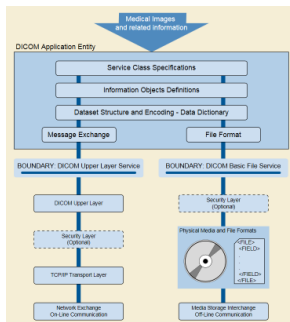 Medical Images
and related information
DICOM Application Entity
Service Class Specifications
Information Objects Definitions
Dataset Structure and Encoding - Data Dictionary
Message Exchange
File Format
BOUNDARY: DICOM Upper Layer Service
BOUNDARY: DICOM Basic File Service
DICOM Upper Layer
Security Layer
(Optional)
Security Layer
(Optional)
Physical Media and File Formats
<FILE>
<FIELD>
.
.
.
</FIELD>
</FILE>
TCP/IP Transport Layer
Network Exchange
On-Line Communication
Media Storage Interchange
Off-Line Communication